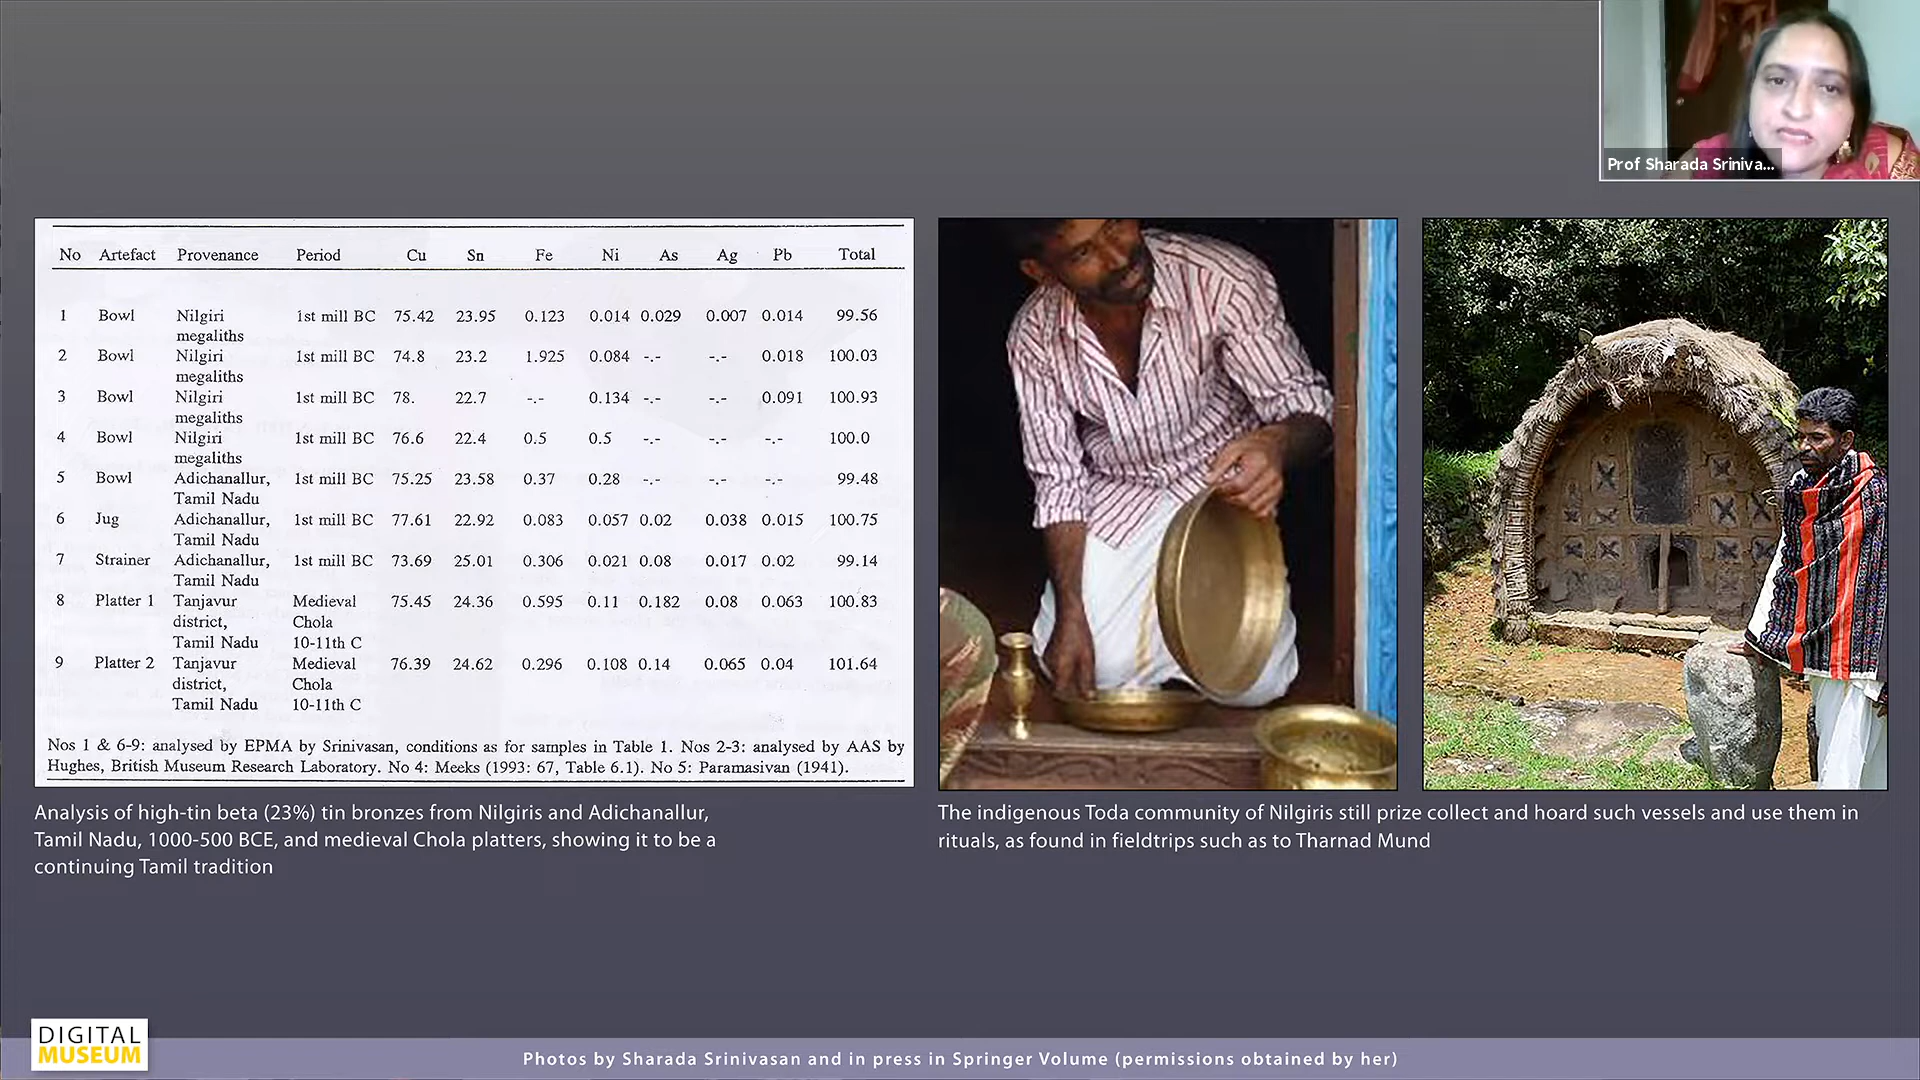 Prof Sharada Sriniva...
No Artefact Provenance Period Cu Sn Fe Ni As Ag Pb Total
1 Bowl Nilgiri 1st mill BC 75.42 23.95 0.123 0.014 0.029 0.007 0.014 99.56
megaliths
2 Bowl Nilgiri 1st mill BC 74.8 23.2 1.925 0.084 -.- -.- 0.018 100.03
megaliths
3 Bowl Nilgiri 1st mill BC 78. 22.7 -.- 0.134 -.- -.- 0.091 100.93
megaliths
4 Bowl Nilgiri 1st mill BC 76.6 22.4 0.5 0.5 -.- -.- -.- 100.0
megaliths
5 Bowl Adichanallur, 1st mill BC 75.25 23.58 0.37 0.28 -.- -.- -.- 99.48
Tamil Nadu
6 Jug Adichanallur, 1st mill BC 77.61 22.92 0.083 0.057 0.02 0.038 0.015 100.75
Tamil Nadu
7 Strainer Adichanallur, 1st mill BC 73.69 25.01 0.306 0.021 0.08 0.017 0.02 99.14
Tamil Nadu
8 Platter 1 Tanjavur Medieval 75.45 24.36 0.595 0.11 0.182 0.08 0.063 100.83
district, Chola
Tamil Nadu 10-11th C
9 Platter 2 Tanjavur Medieval 76.39 24.62 0.296 0.108 0.14 0.065 0.04 101.64
district, Chola
Tamil Nadu 10-11th C
Nos 1 & 6-9: analysed by EPMA by Srinivasan, conditions as for samples in Table 1. Nos 2-3: analysed by AAS by
Hughes, British Museum Research Laboratory. No 4: Meeks (1993: 67, Table 6.1). No 5: Paramasivan (1941).
Analysis of high-tin beta (23%) tin bronzes from Nilgiris and Adichanallur,
Tamil Nadu, 1000-500 BCE, and medieval Chola platters, showing it to be a
continuing Tamil tradition
The indigenous Toda community of Nilgiris still prize collect and hoard such vessels and use them in
rituals, as found in fieldtrips such as to Tharnad Mund
DIGITAL
MUSEUM
Photos by Sharada Srinivasan and in press in Springer Volume (permissions obtained by her)